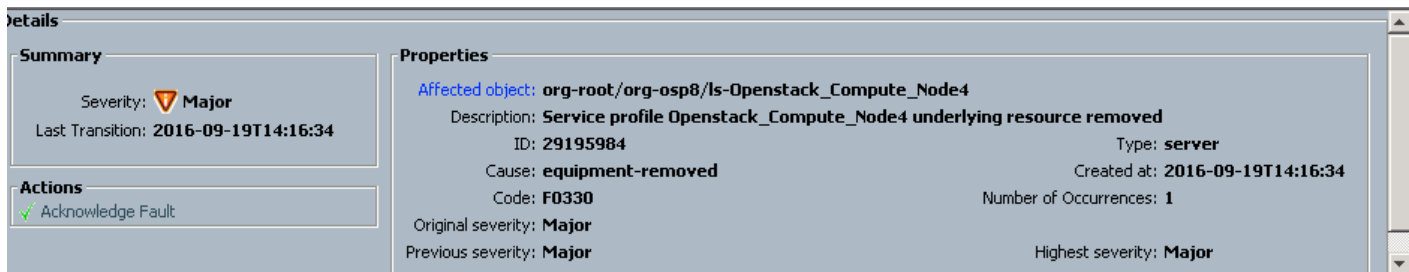 Details
Summary
Severity: Major
Last Transition: 2016-09-19T14:16:34
Actions
Acknowledge Fault
Properties
Affected object: org-root/org-osp8/ls-Openstack_Compute_Node4
Description: Service profile Openstack_Compute_Node4 underlying resource removed
ID: 29195984 Type: server
Cause: equipment-removed Created at: 2016-09-19T14:16:34
Code: F0330 Number of Occurrences: 1
Original severity: Major
Previous severity: Major Highest severity: Major